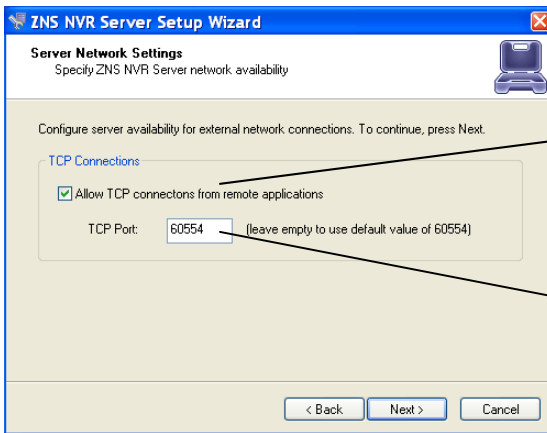 ZNS NVR Server Setup Wizard
Server Network Settings
Specify ZNS NVR Server network availability
Configure server availability for external network connections. To continue, press Next.
TCP Connections
Allow TCP connectons from remote applications
TCP Port: 60554 (leave empty to use default value of 60554)
< Back Next > Cancel